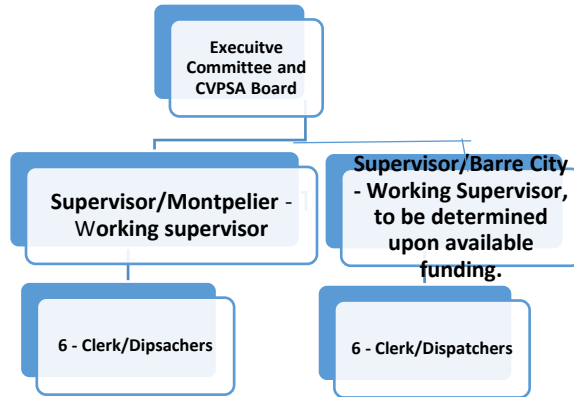 Execuitve
Committee and
CVPSA Board
Supervisor/Montpelier -
Working supervisor
Supervisor/Barre City
- Working Supervisor,
to be determined
upon available
funding.
6 - Clerk/Dipsachers
6 - Clerk/Dispatchers